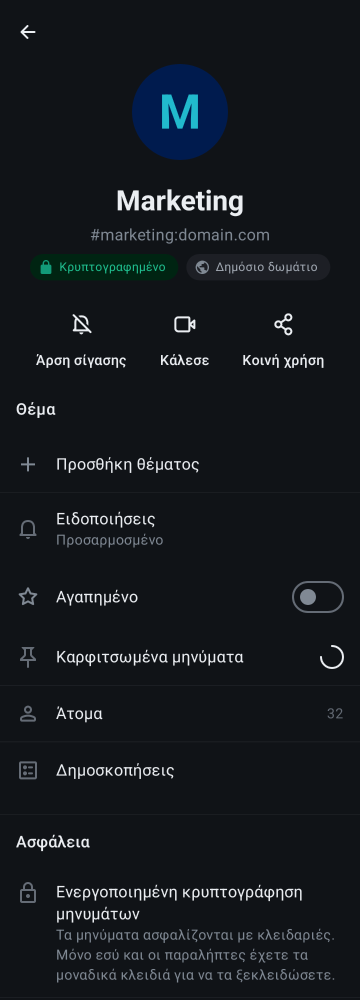 M
Marketing
#marketing:domain.com
Κρυπτογραφημένο
Δημόσιο δωμάτιο
Άρση σίγασης
Κάλεσε
Κοινή χρήση
Θέμα
Προσθήκη θέματος
Ειδοποιήσεις
Προσαρμοσμένο
Αγαπημένο
Καρφιτσωμένα μηνύματα
Άτομα
32
Δημοσκοπήσεις
Ασφάλεια
Ενεργοποιημένη κρυπτογράφηση
μηνυμάτων
Τα μηνύματα ασφαλίζονται με κλειδαριές.
Μόνο εσύ και οι παραλήπτες έχετε τα
μοναδικά κλειδιά για να τα ξεκλειδώσετε.